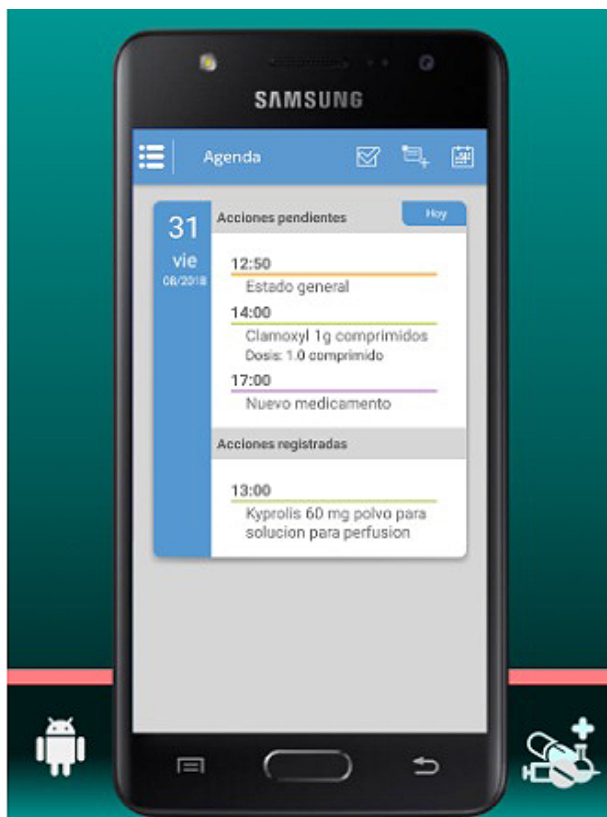 SAMSUNG
Agenda
31
vie
08/2018
Acciones pendientes
Hoy
12:50
Estado general
14:00
Clamoxyl 1g comprimidos
Dosis: 1.0 comprimido
17:00
Nuevo medicamento
Acciones registradas
13:00
Kyprolis 60 mg polvo para
solucion para perfusion